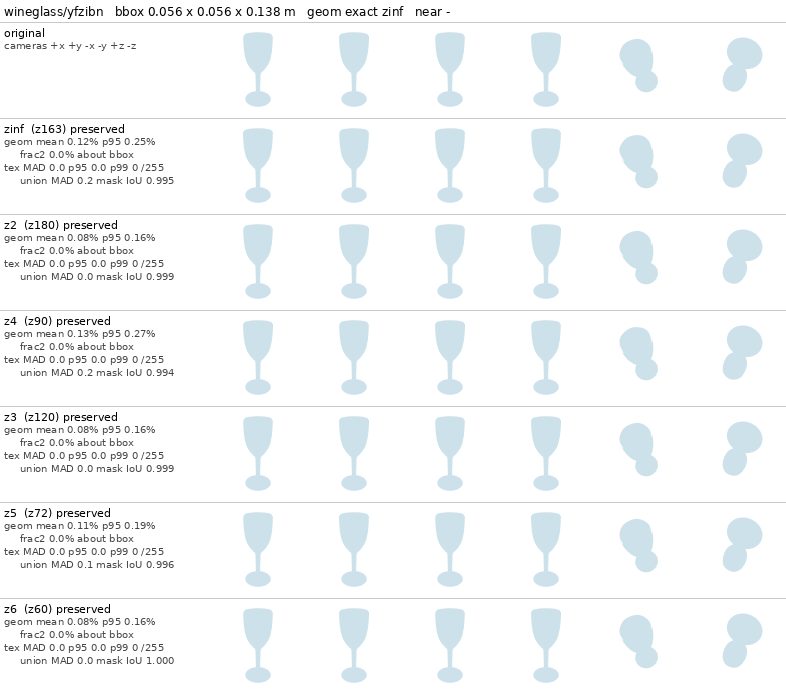 wineglass/yfzibn bbox 0.056 x 0.056 x 0.138 m geom exact zinf near -
original
cameras +x +y -x -y +z -z
zinf (z163) preserved
geom mean 0.12% p95 0.25%
frac2 0.0% about bbox
tex MAD 0.0 p95 0.0 p99 0 /255
union MAD 0.2 mask IoU 0.995
z2 (z180) preserved
geom mean 0.08% p95 0.16%
frac2 0.0% about bbox
tex MAD 0.0 p95 0.0 p99 0 /255
union MAD 0.0 mask IoU 0.999
z4 (z90) preserved
geom mean 0.13% p95 0.27%
frac2 0.0% about bbox
tex MAD 0.0 p95 0.0 p99 0 /255
union MAD 0.2 mask IoU 0.994
z3 (z120) preserved
geom mean 0.08% p95 0.16%
frac2 0.0% about bbox
tex MAD 0.0 p95 0.0 p99 0 /255
union MAD 0.0 mask IoU 0.999
z5 (z72) preserved
geom mean 0.11% p95 0.19%
frac2 0.0% about bbox
tex MAD 0.0 p95 0.0 p99 0 /255
union MAD 0.1 mask IoU 0.996
z6 (z60) preserved
geom mean 0.08% p95 0.16%
frac2 0.0% about bbox
tex MAD 0.0 p95 0.0 p99 0 /255
union MAD 0.0 mask IoU 1.000